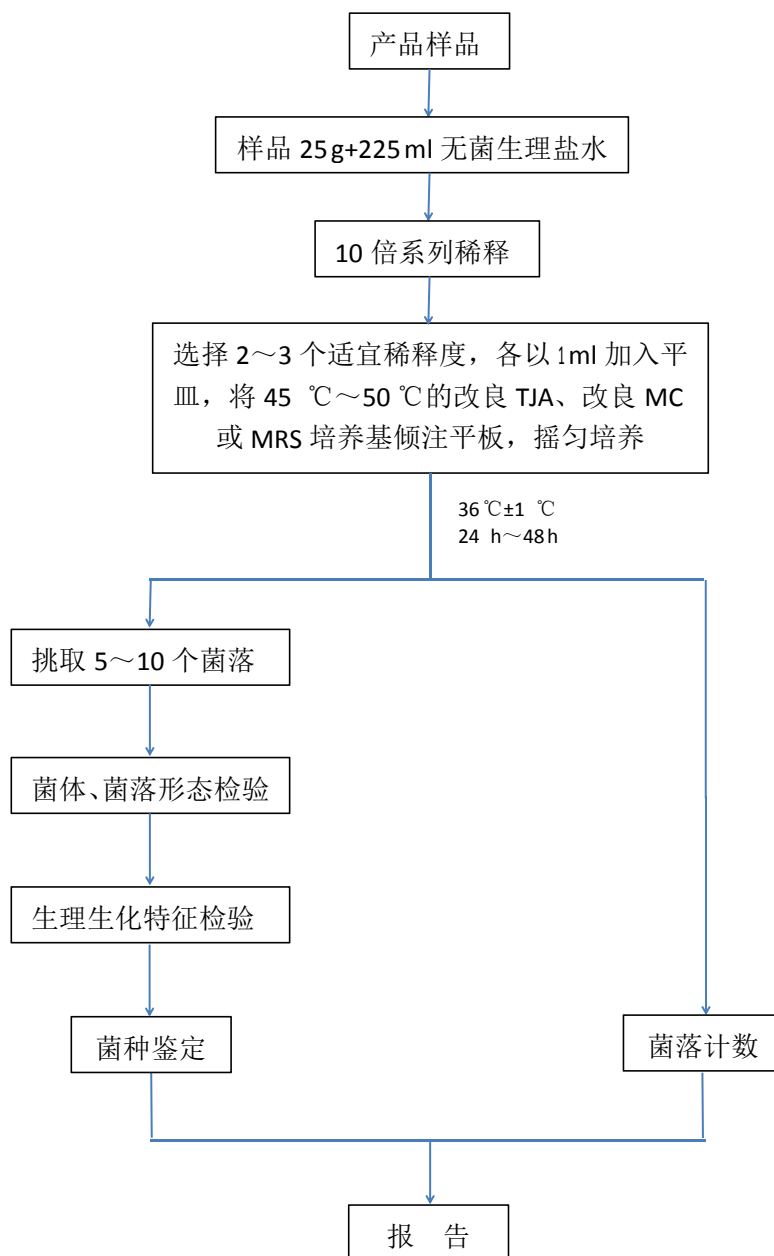 产品样品
样品 25g+225ml 无菌生理盐水
10 倍系列稀释
选择 2～3 个适宜稀释度，各以 1ml 加入平
皿，将 45 ℃～50 ℃的改良 TJA、改良 MC
或 MRS 培养基倾注平板，摇匀培养
36℃±1 ℃
24 h～48h
挑取 5～10 个菌落
菌体、菌落形态检验
生理生化特征检验
菌种鉴定
菌落计数
报 告